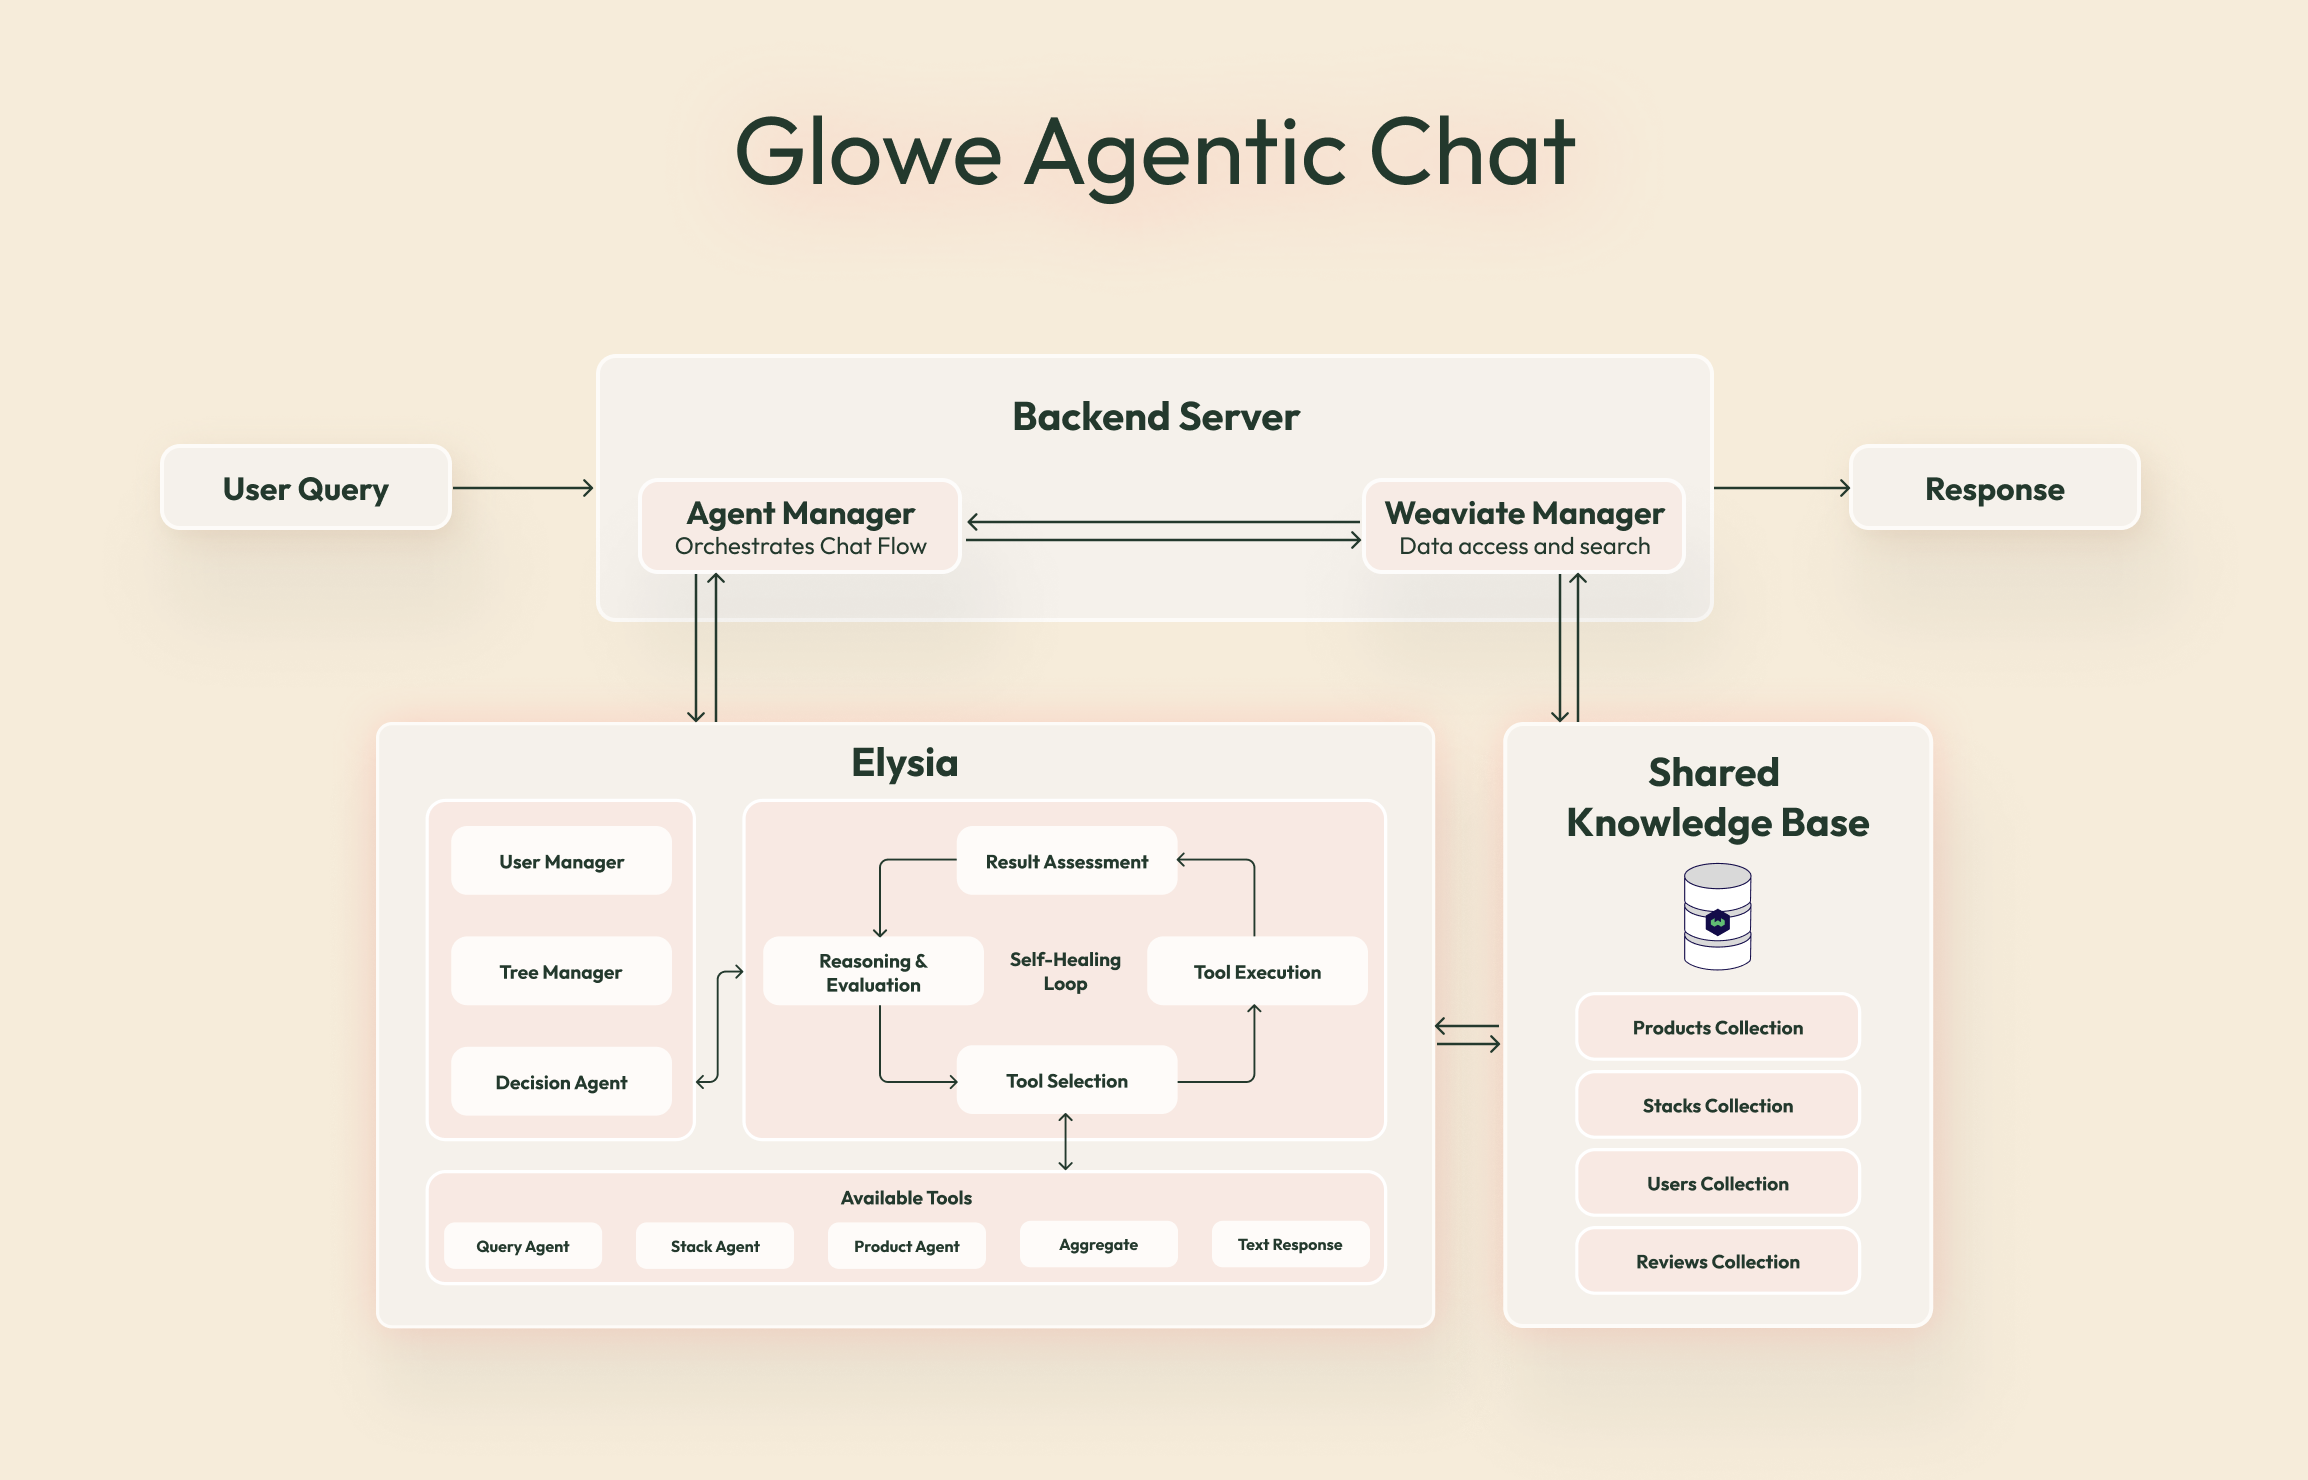 Glowe Agentic Chat
Backend Server
User Query
Agent Manager
Orchestrates Chat Flow
Weaviate Manager
Data access and search
Response
Elysia
User Manager
Tree Manager
Decision Agent
Result Assessment
Reasoning &
Evaluation
Self-Healing
Loop
Tool Execution
Tool Selection
Available Tools
Query Agent
Stack Agent
Product Agent
Aggregate
Text Response
Shared
Knowledge Base
Products Collection
Stacks Collection
Users Collection
Reviews Collection